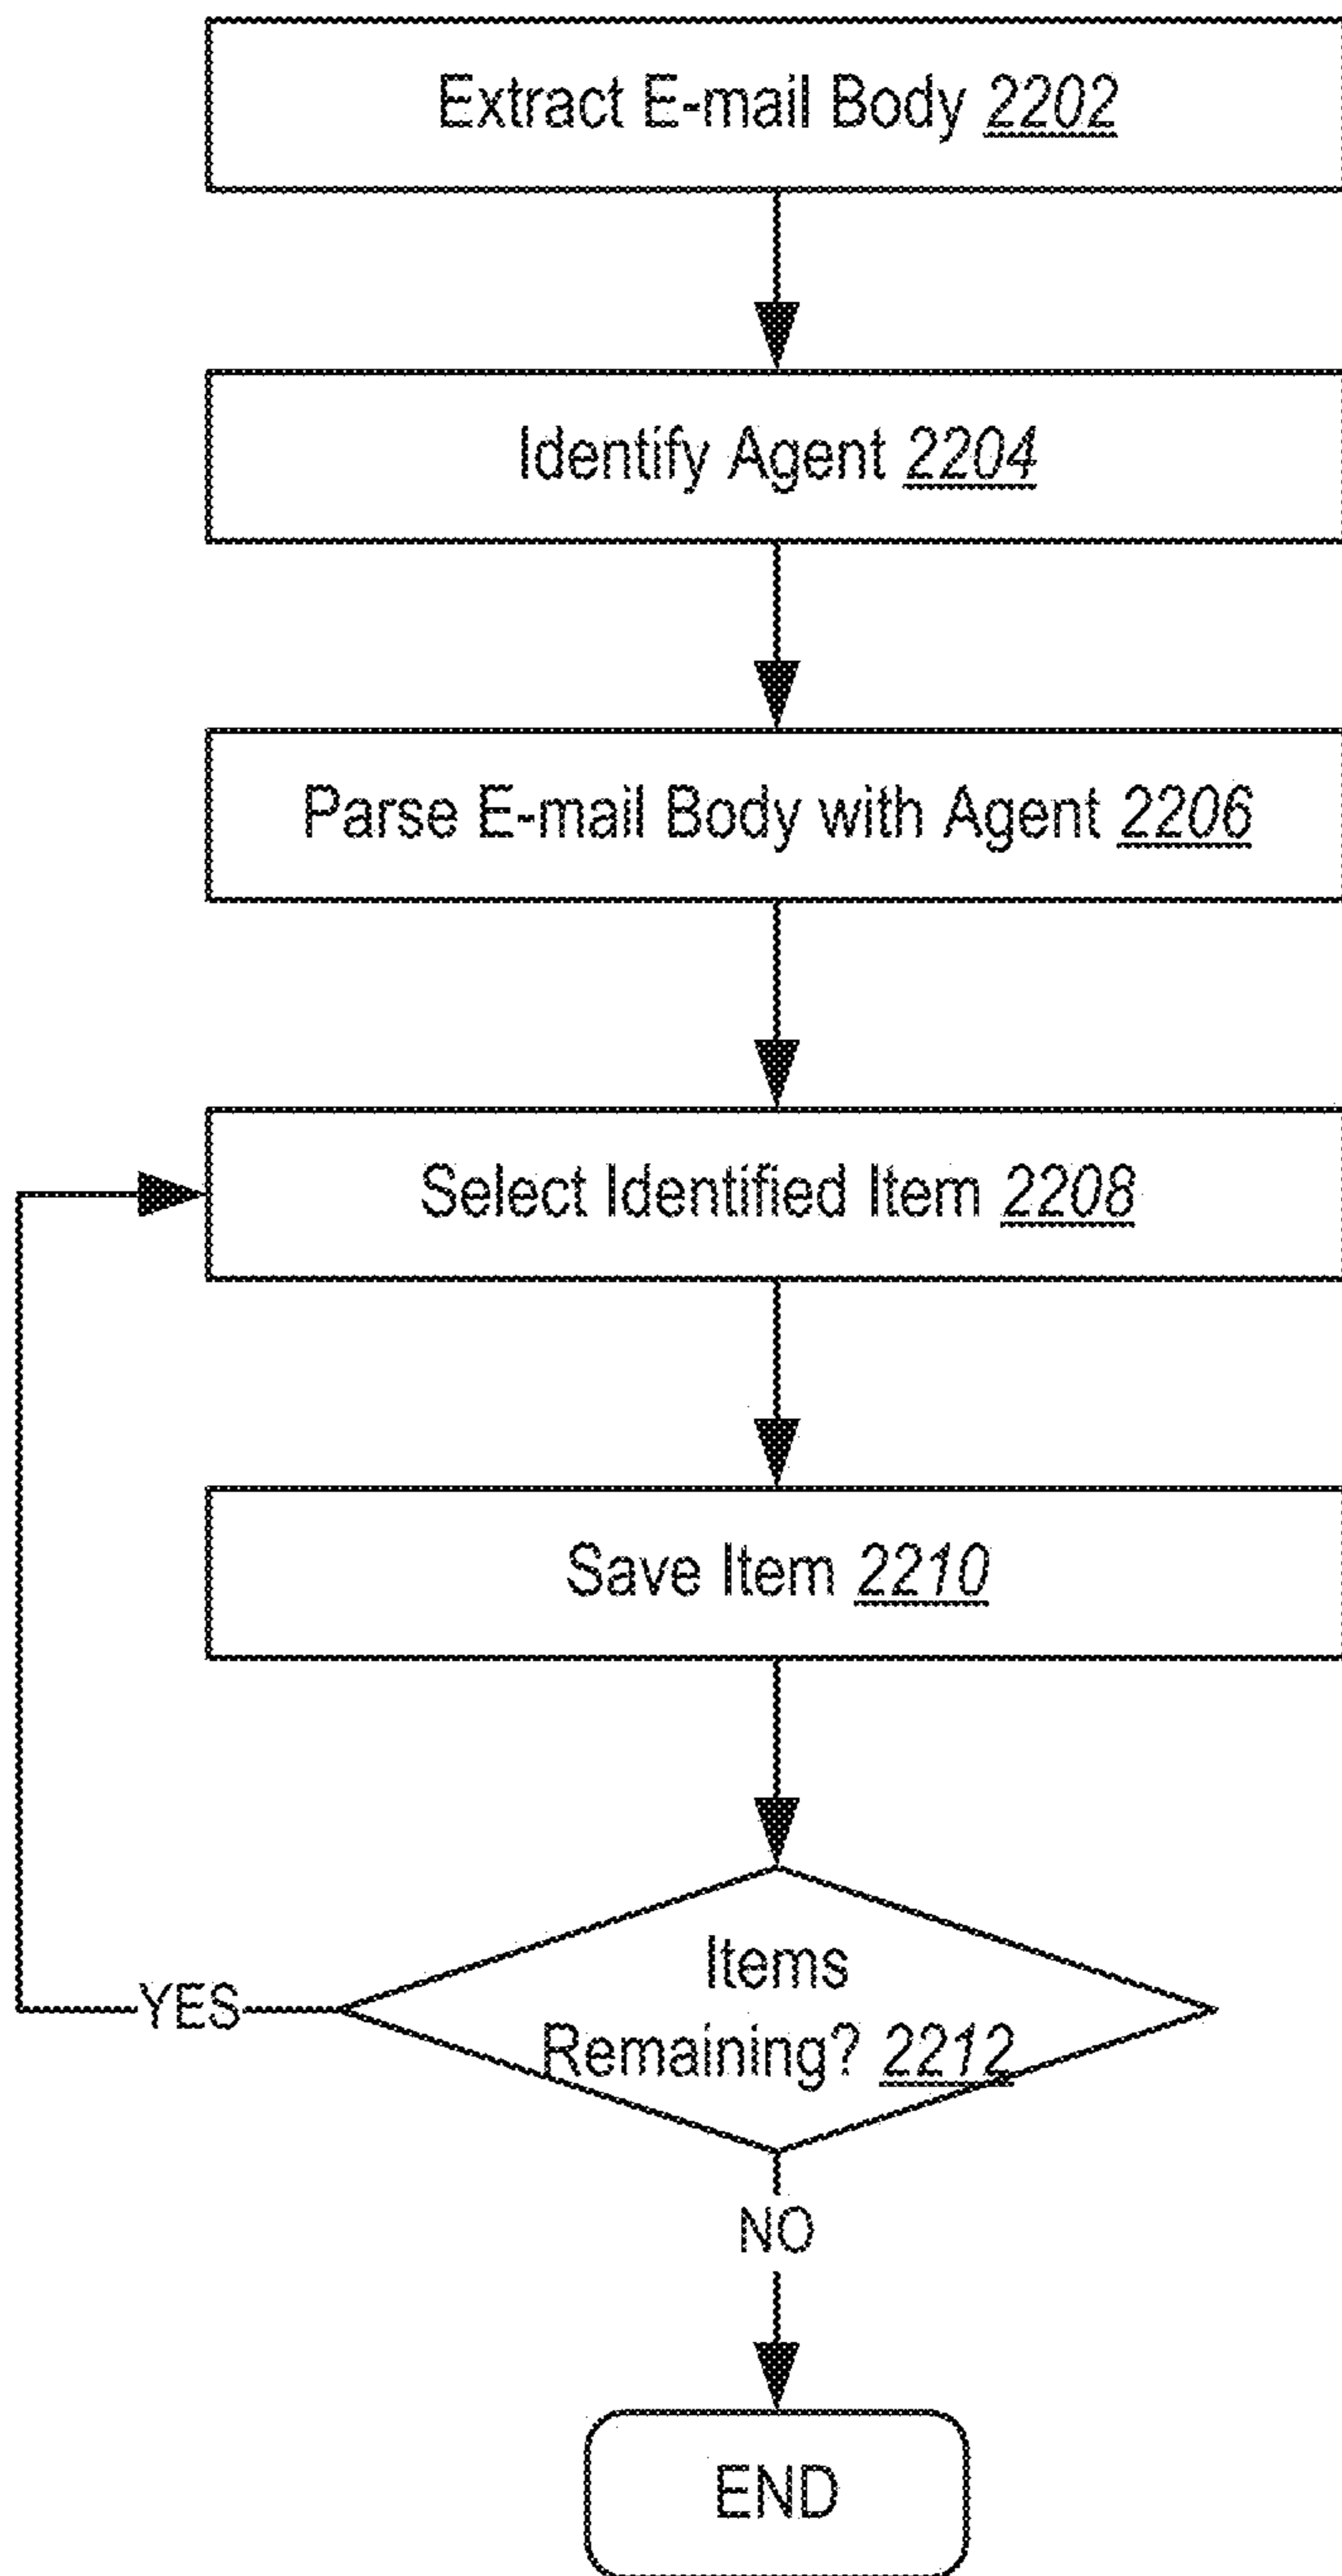 Extract E-mail Body 2202
Identify Agent 2204
Parse E-mail Body with Agent 2206
Select Identified Item 2208
Save Item 2210
Items
Remaining? 2212
YES
NO
END